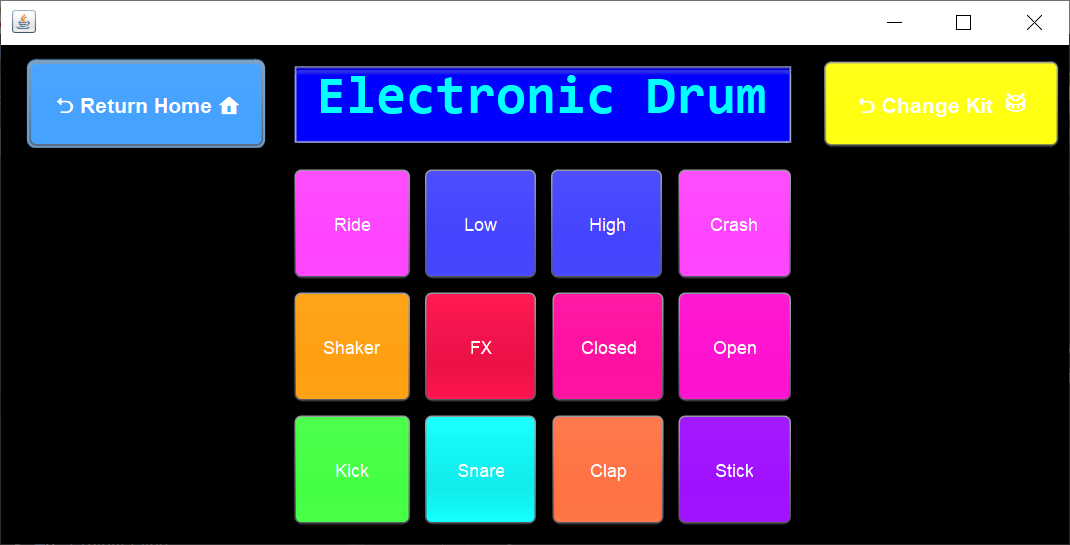 Return Home
Electronic Drum
Change Kit
Ride
Low
High
Crash
Shaker
FX
Closed
Open
Kick
Snare
Clap
Stick